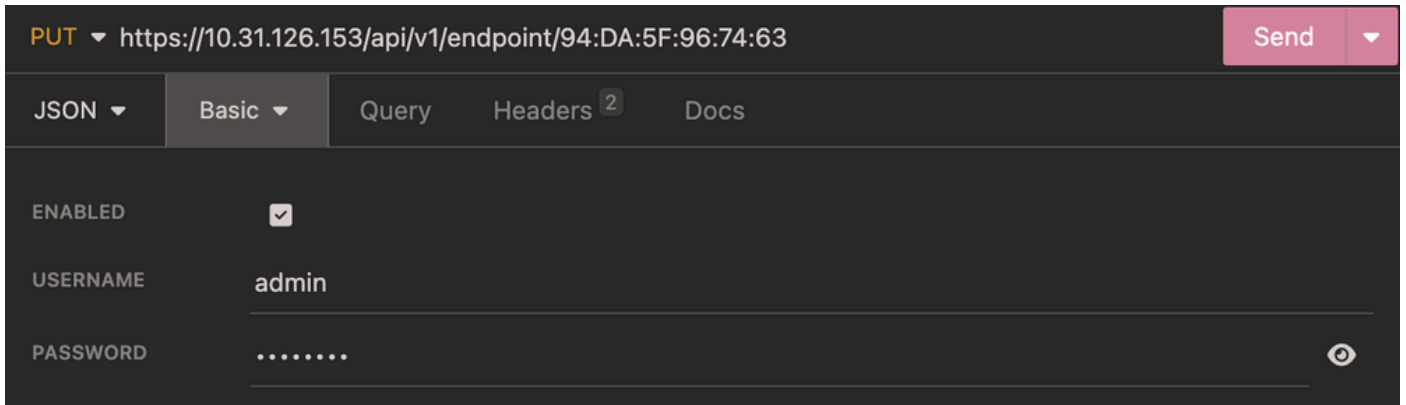 PUT https://10.31.126.153/api/v1/endpoint/94:DA:5F:96:74:63 Send
JSON Basic Query Headers 2 Docs
ENABLED
USERNAME admin
PASSWORD ••••••••